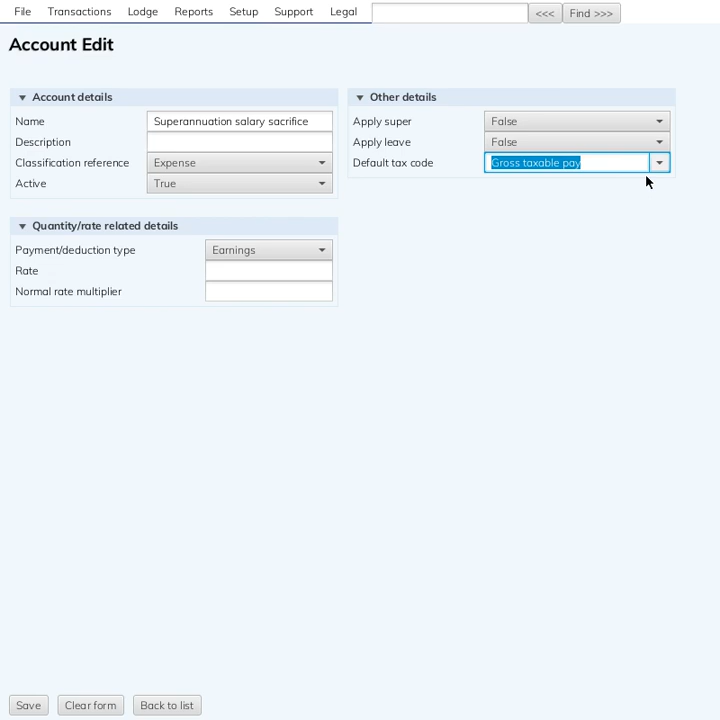 File Transactions Lodge Reports Setup Support Legal <<< Find >>>
Account Edit
Account details
Name Superannuation salary sacrifice
Description
Classification reference Expense
Active True
Quantity/rate related details
Payment/deduction type Earnings
Rate
Normal rate multiplier
Other details
Apply super False
Apply leave False
Default tax code Gross taxable pay
Save Clear form Back to list